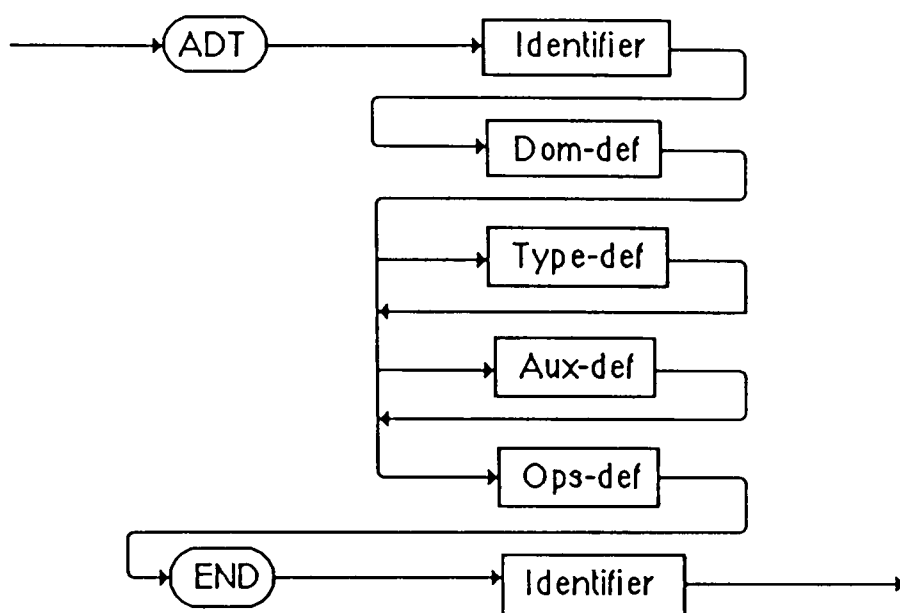 ADT
Identifier
Dom-def
Type-def
Aux-def
Ops-def
END
Identifier